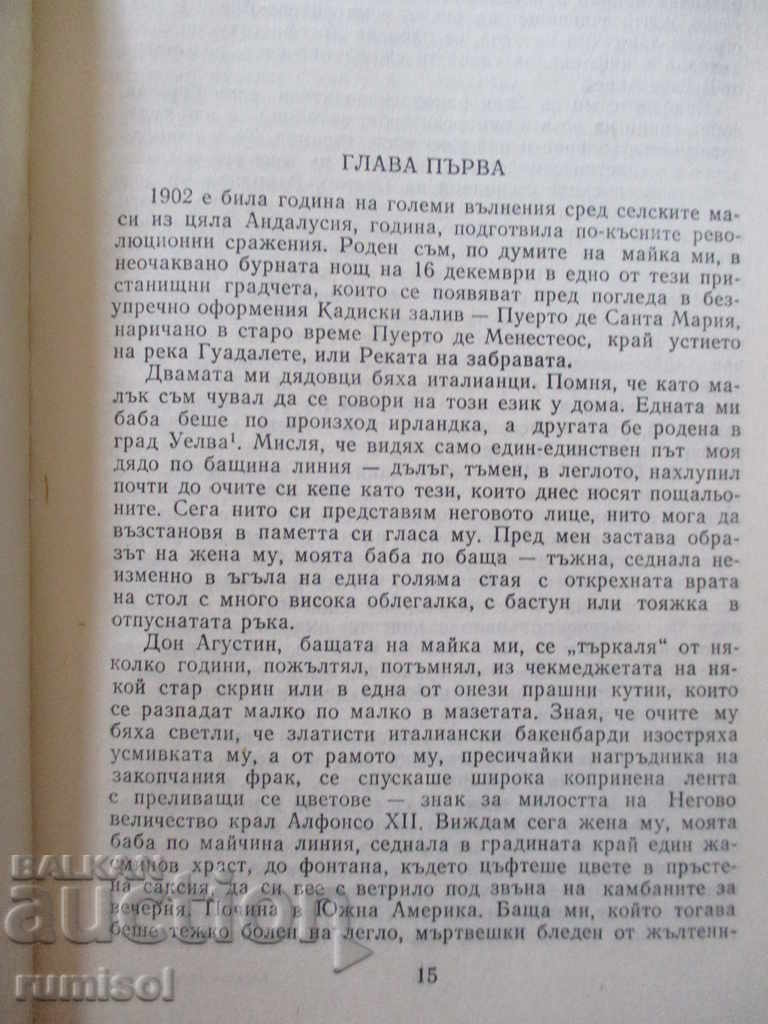 ГЛАВА ПЪРВА
1902 е била година на големи вълнения сред селските ма-
си из цяла Андалусия, година, подготвила по-късните рево-
люционни сражения. Роден съм, по думите на майка ми, в
неочаквано бурната нощ на 16 декември в едно от тези при-
станищни градчета, които се появяват пред погледа в без-
упречно оформения Кадиски залив — Пуерто де Санта Мария,
наричано в старо време Пуерто де Менестеос, край устието
на река Гуадалете, или Реката на забравата.
Двамата ми дядовци бяха италианци. Помня, че като ма-
лък съм чувал да се говори на този език у дома. Едната ми
баба беше по произход ирландка, а другата бе родена в
град Уелва¹. Мисля, че видях само един-единствен път моя
дядо по бащина линия — дълъг, тъмен, в леглото, нахлупил
почти до очите си кепе като тези, които днес носят пощальо-
ните. Сега нито си представям неговото лице, нито мога да
възстановя в паметта си гласа му. Пред мен застава обра-
зът на жена му, моята баба по баща — тъжна, седнала не-
изменно в ъгъла на една голяма стая с открехната врата
на стол с много висока облегалка, с бастун или тояжка в
отпуснатата ръка.
Дон Агустин, бащата на майка ми, се „търкаля“ от ня-
колко години, пожълтял, потъмнял, из чекмеджетата на ня-
кой стар скрин или в една от онези прашни кутии, които
се разпадат малко по малко в мазетата. Зная, че очите му
бяха светли, че златисти италиански бакенбарди изостряха
усмивката му, а от рамото му, пресичайки нагръдника на
закопчания фрак, се спускаше широка копринена лента
с преливащи се цветове — знак за милостта на Негово
величество крал Алфонсо XII. Виждам сега жена му, моята
баба по майчина линия, седнала в градината край един жа-
сминов храст, до фонтана, където цъфтеше цвете в пръсте-
на саксия, да си вее с ветрило под звъна на камбаните за
вечерня. Почина в Южна Америка. Баща ми, който тогава
беше тежко болен на легло, мъртвешки бледен от жълтени-
15
BALKAN
auction
rumisol